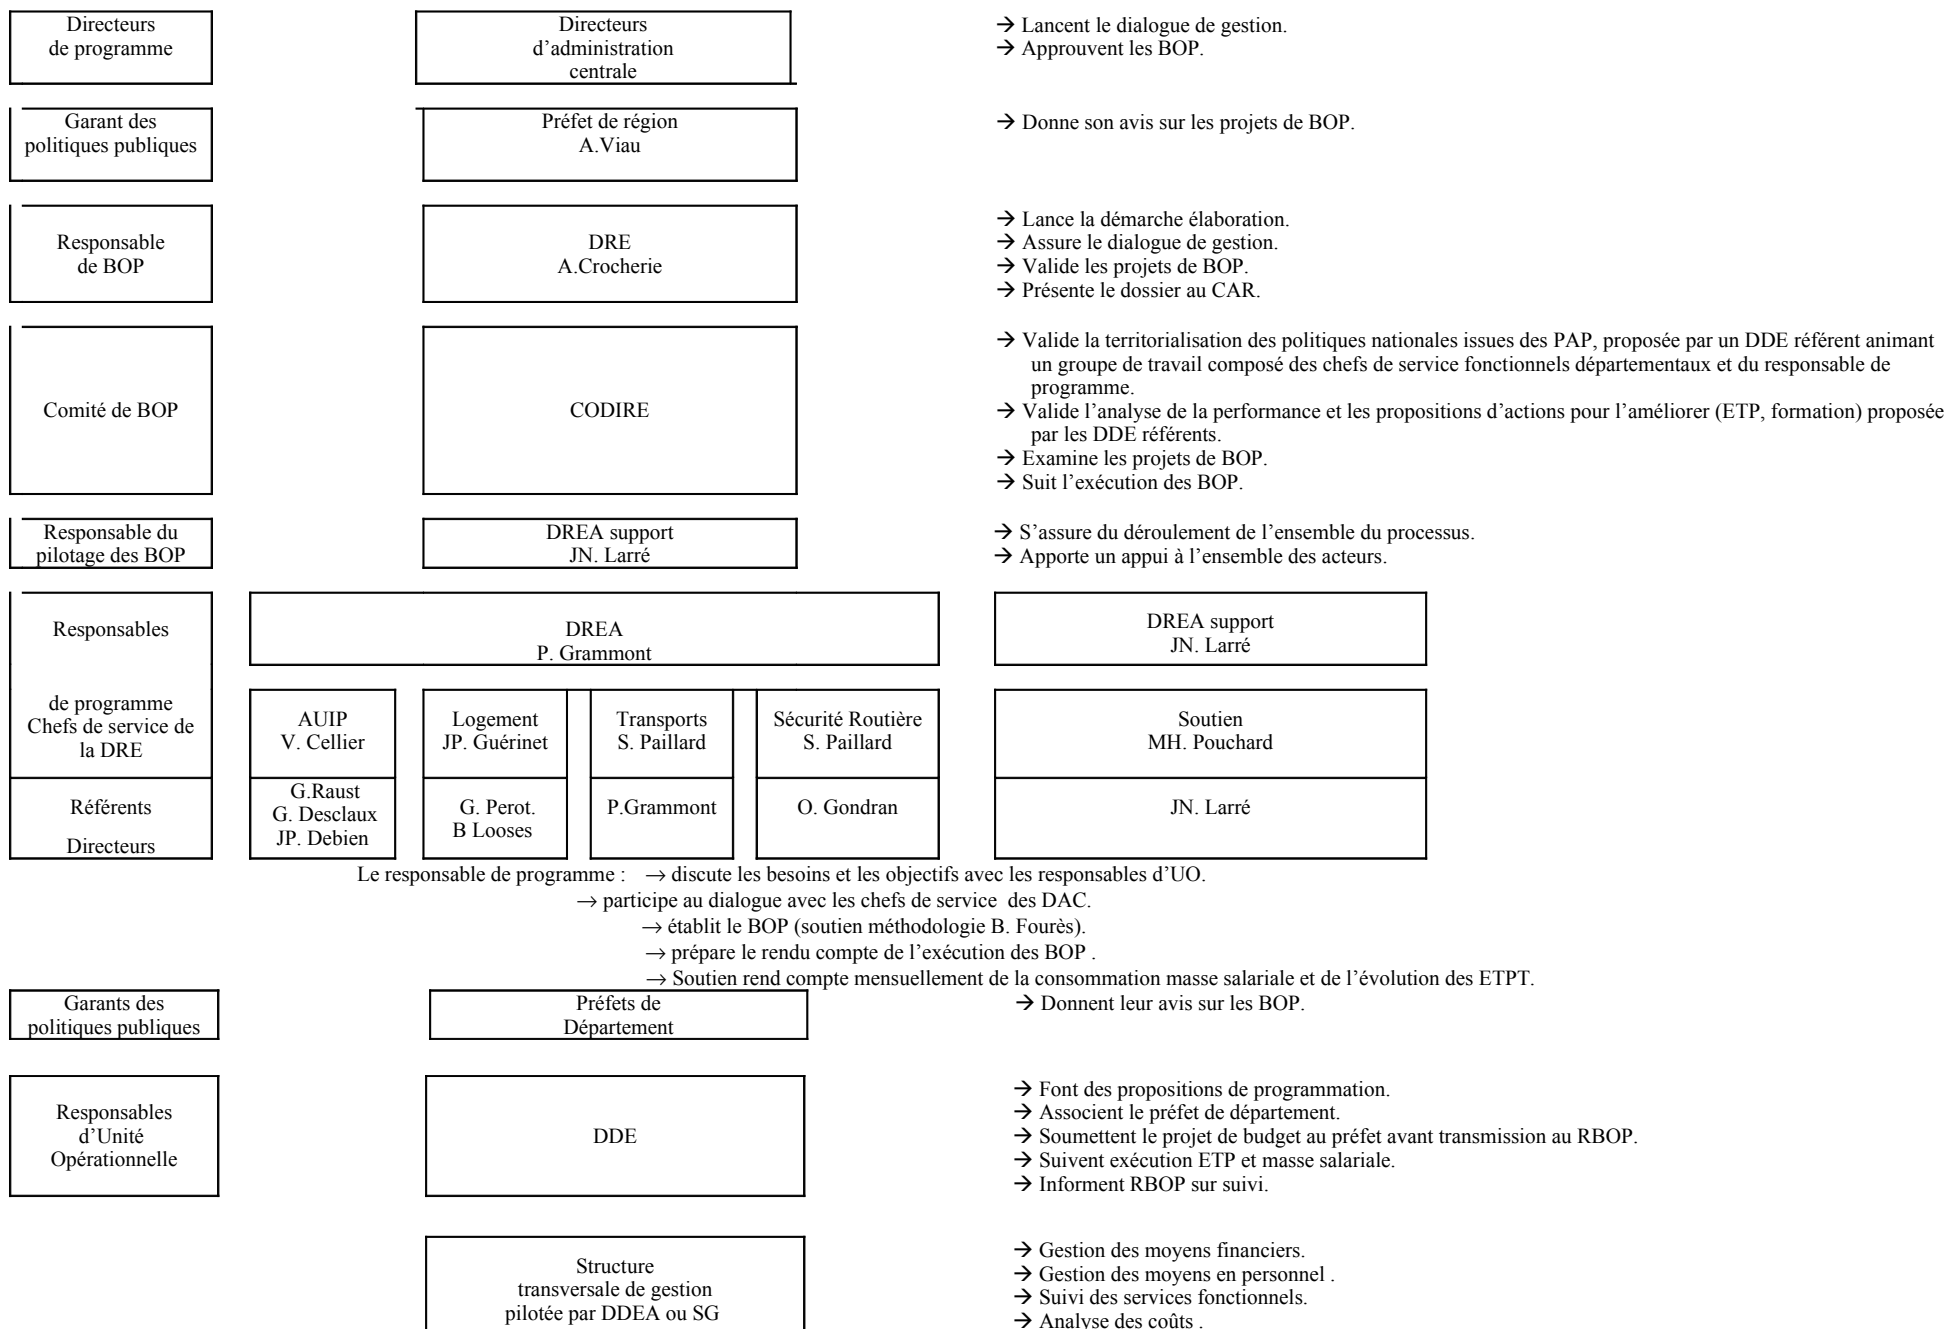 Directeurs
de programme
Directeurs
d’administration
centrale
→ Lancent le dialogue de gestion.
→ Approuvent les BOP.
Garant des
politiques publiques
Préfet de région
A.Viau
→ Donne son avis sur les projets de BOP.
Responsable
de BOP
DRE
A.Crocherie
→ Lance la démarche élaboration.
→ Assure le dialogue de gestion.
→ Valide les projets de BOP.
→ Présente le dossier au CAR.
Comité de BOP
CODIRE
→ Valide la territorialisation des politiques nationales issues des PAP, proposée par un DDE référent animant
un groupe de travail composé des chefs de service fonctionnels départementaux et du responsable de
programme.
→ Valide l’analyse de la performance et les propositions d’actions pour l’améliorer (ETP, formation) proposée
par les DDE référents.
→ Examine les projets de BOP.
→ Suit l’exécution des BOP.
Responsable du
pilotage des BOP
DREA support
JN. Larré
→ S’assure du déroulement de l’ensemble du processus.
→ Apporte un appui à l’ensemble des acteurs.
Responsables
DREA
P. Grammont
DREA support
JN. Larré
de programme
Chefs de service de
la DRE
AUIP
V. Cellier
Logement
JP. Guérinet
Transports
S. Paillard
Sécurité Routière
S. Paillard
Soutien
MH. Pouchard
Référents
Directeurs
G.Raust
G. Desclaux
JP. Debien
G. Perot.
B Looses
P.Grammont
O. Gondran
JN. Larré
Le responsable de programme : → discute les besoins et les objectifs avec les responsables d’UO.
→ participe au dialogue avec les chefs de service des DAC.
→ établit le BOP (soutien méthodologie B. Fourès).
→ prépare le rendu compte de l’exécution des BOP .
→ Soutien rend compte mensuellement de la consommation masse salariale et de l’évolution des ETPT.
Garants des
politiques publiques
Préfets de
Département
→ Donnent leur avis sur les BOP.
Responsables
d’Unité
Opérationnelle
DDE
→ Font des propositions de programmation.
→ Associent le préfet de département.
→ Soumettent le projet de budget au préfet avant transmission au RBOP.
→ Suivent exécution ETP et masse salariale.
→ Informent RBOP sur suivi.
Structure
transversale de gestion
pilotée par DDEA ou SG
→ Gestion des moyens financiers.
→ Gestion des moyens en personnel .
→ Suivi des services fonctionnels.
→ Analyse des coûts .